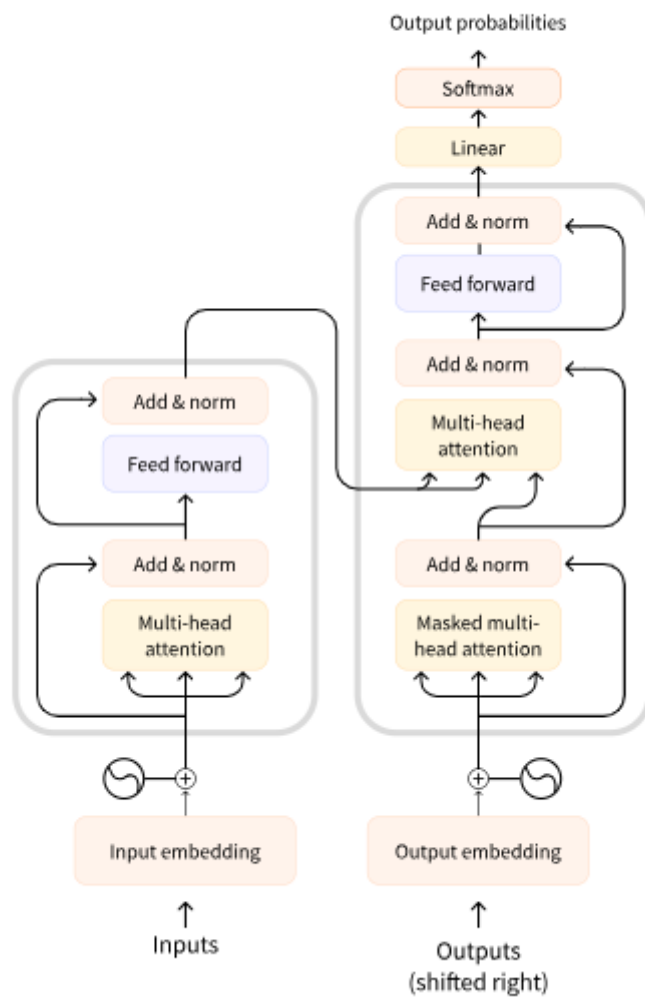 Output probabilities
Softmax
Linear
Add & norm
Feed forward
Add & norm
Multi-head
attention
Add & norm
Masked multi-
head attention
Output embedding
Outputs
(shifted right)
Add & norm
Feed forward
Add & norm
Multi-head
attention
Input embedding
Inputs